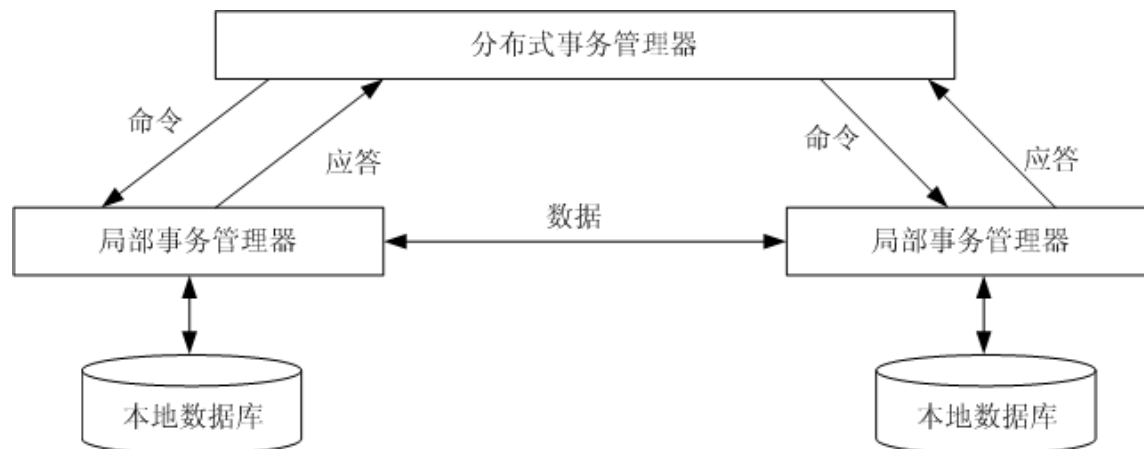 分布式事务管理器
命令
应答
命令
应答
数据
局部事务管理器
局部事务管理器
本地数据库
本地数据库